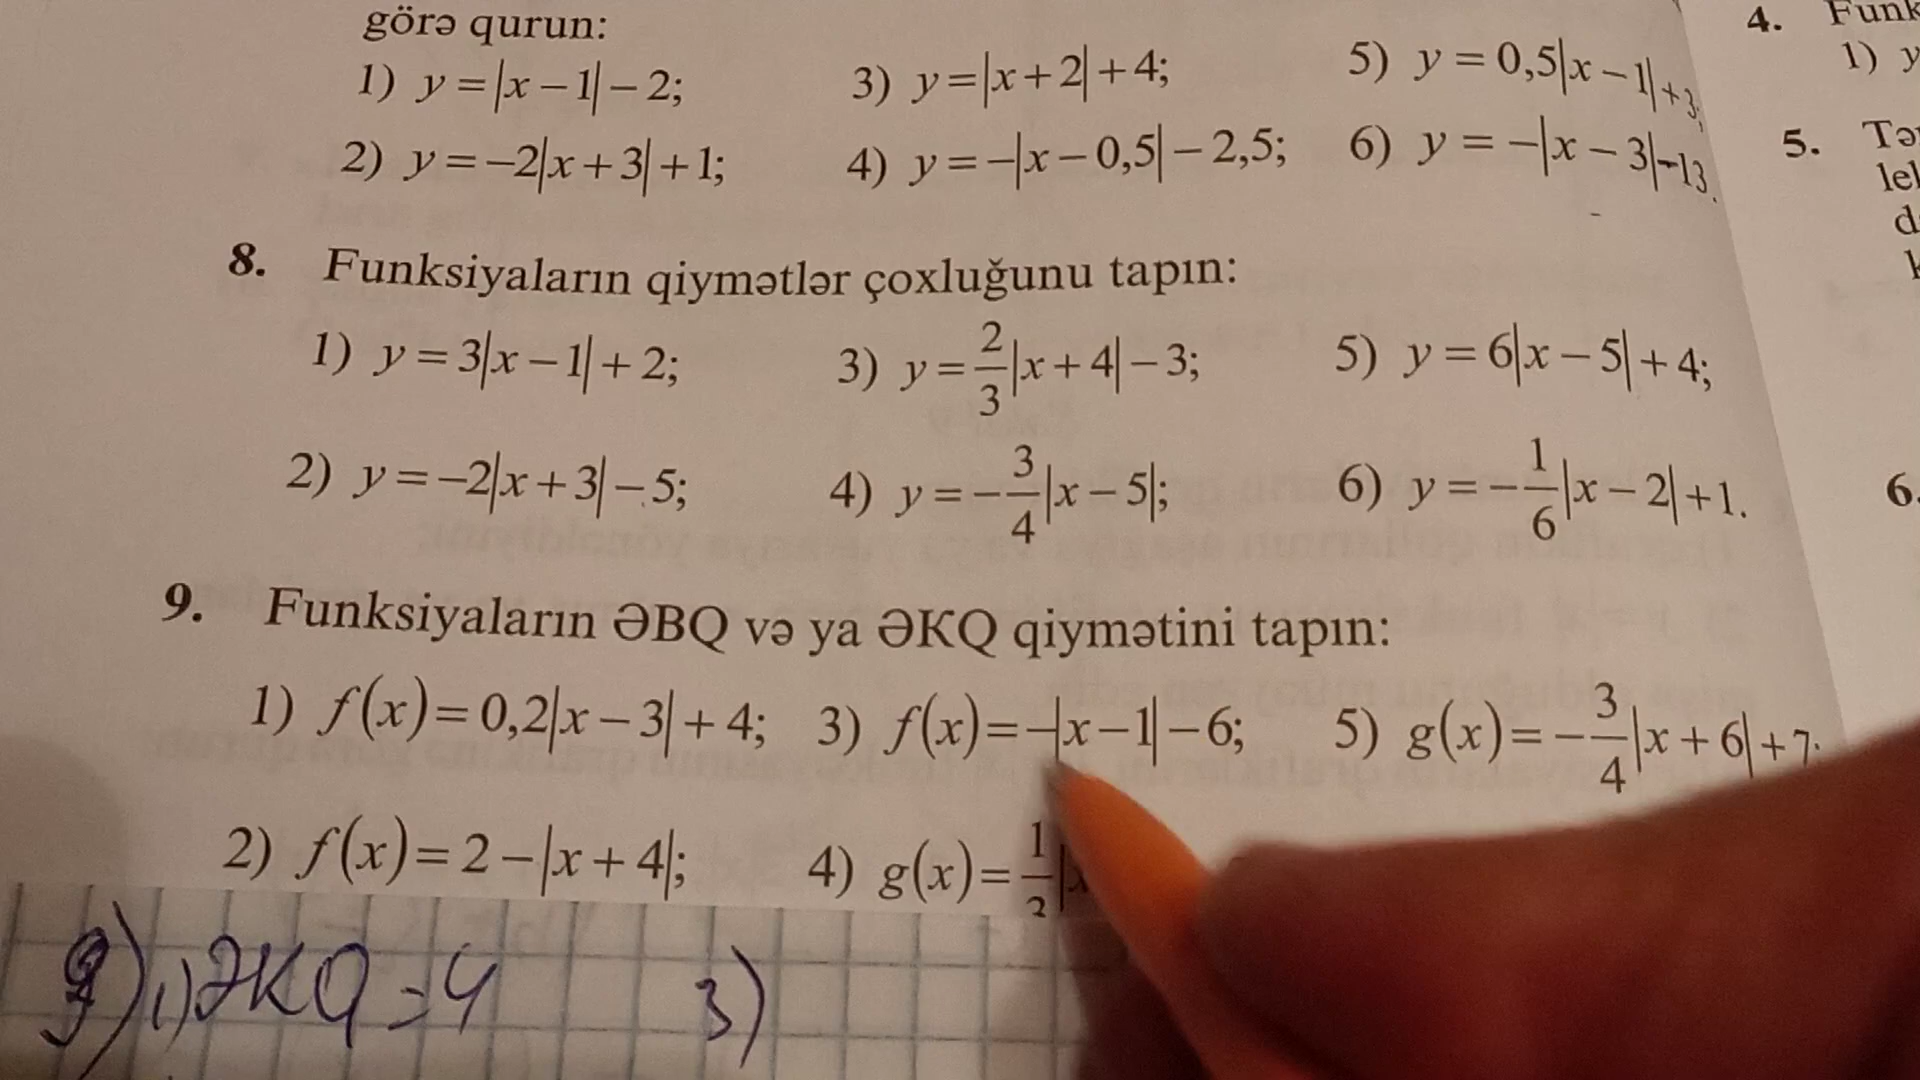 görə qurun:
1) y = |x − 1| − 2; 3) y = |x + 2| + 4; 5) y = 0,5|x − 1| + 3;
2) y = −2|x + 3| + 1; 4) y = −|x − 0,5| − 2,5; 6) y = −|x − 3| − 13.
8. Funksiyaların qiymətlər çoxluğunu tapın:
1) y = 3|x − 1| + 2; 3) y = 2/3|x + 4| − 3; 5) y = 6|x − 5| + 4;
2) y = −2|x + 3| − 5; 4) y = −3/4|x − 5|; 6) y = −1/6|x − 2| + 1.
9. Funksiyaların ƏBQ və ya ƏKQ qiymətini tapın:
1) f(x) = 0,2|x − 3| + 4; 3) f(x) = −|x − 1| − 6; 5) g(x) = −3/4|x + 6| + 7;
2) f(x) = 2 − |x + 4|; 4) g(x) = 1
9) 1) ƏKQ = 4 3)
4. Funk
1) y
5. Tə
lel
d
6.